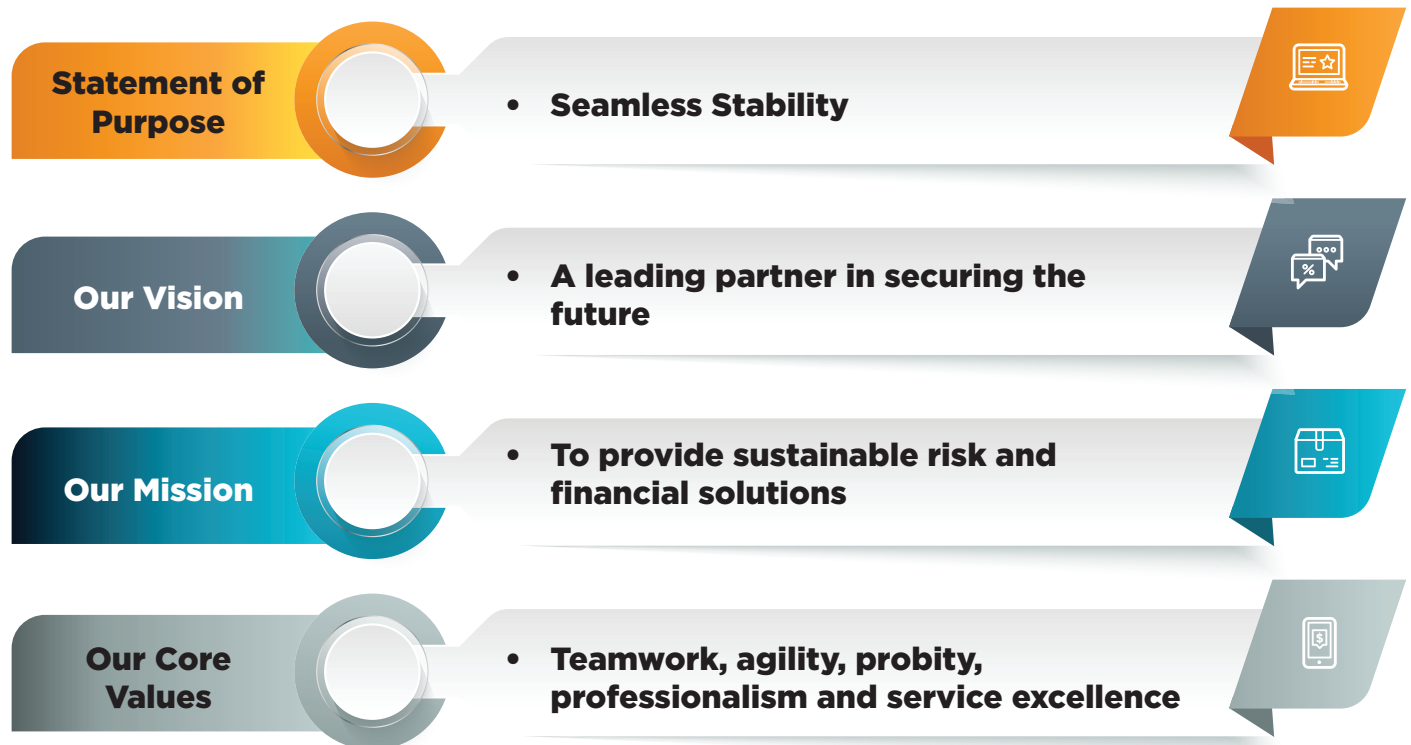 Statement of
Purpose
• Seamless Stability
Our Vision
• A leading partner in securing the
future
%
Our Mission
• To provide sustainable risk and
financial solutions
Our Core
Values
• Teamwork, agility, probity,
professionalism and service excellence
$